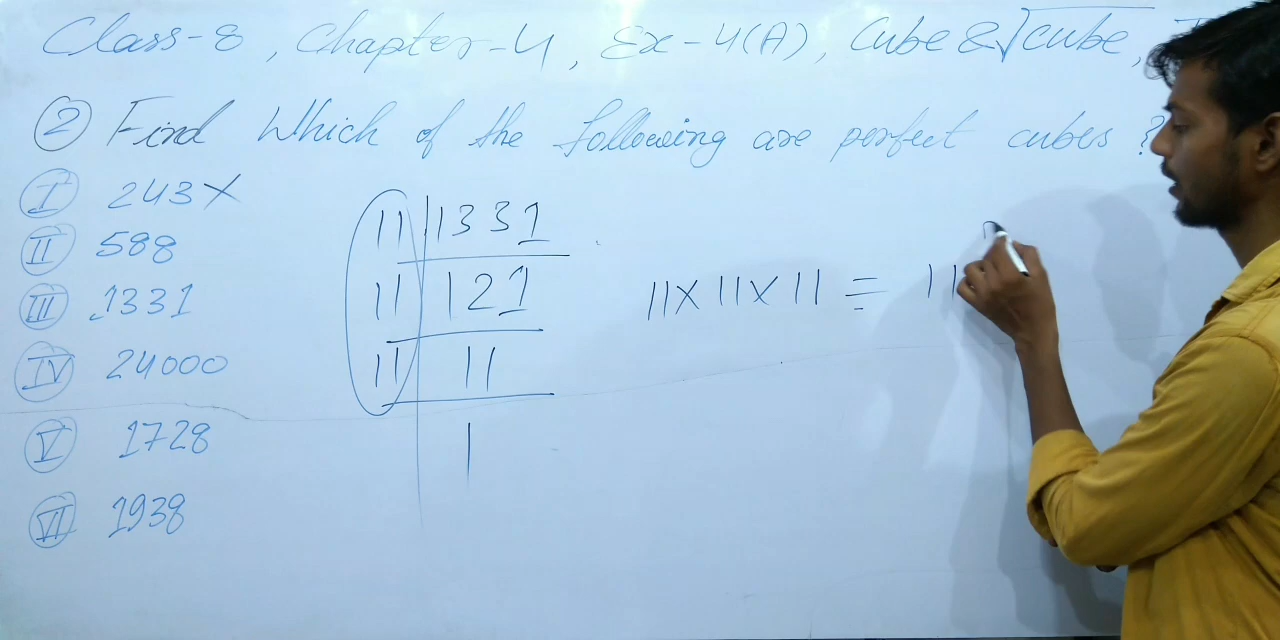 Class-8, Chapter-4, Ex-4(A), Cube & √cube,
② Find Which of the following are perfect cubes?
Ⓘ 243 X
II 588
III 1331
IV 24000
V 1728
VI 1938
11 | 1331
11 | 121
11 | 11
1
11 X 11 X 11 = 11